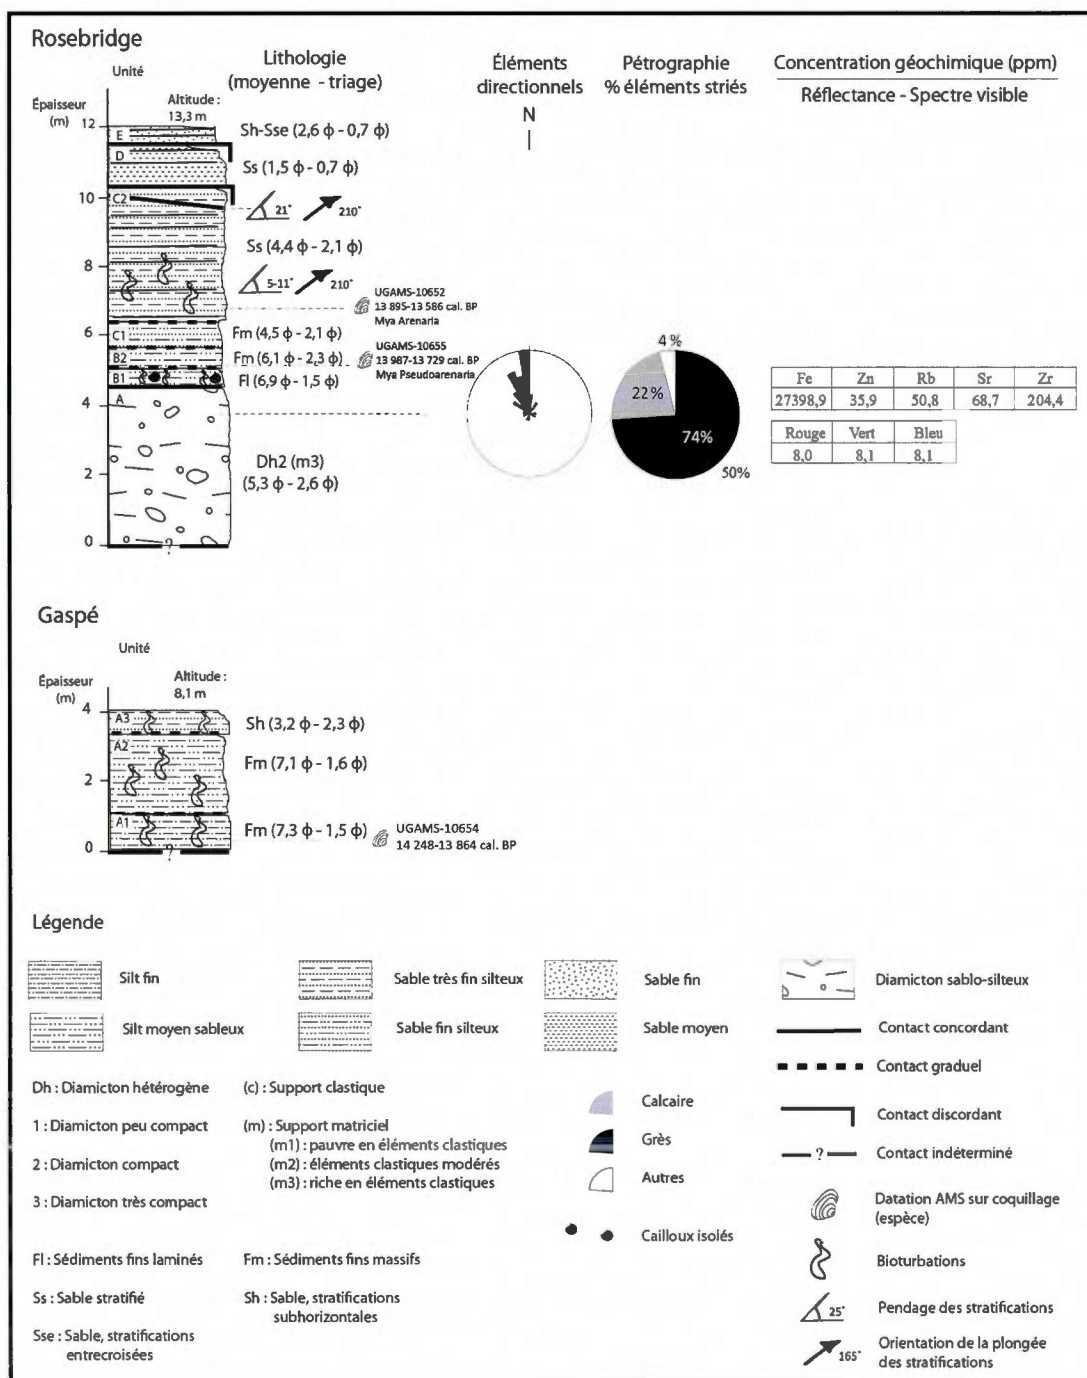 Rosebridge
Unité
Épaisseur
(m)
Altitude :
13,3 m
Lithologie
(moyenne - triage)
Éléments
directionnels
N
Pétrographie
% éléments striés
Concentration géochimique (ppm)
Réflectance - Spectre visible
12
10
8
6
4
2
0
E
D
C2
C1
B2
B1
A
?
Sh-Sse (2,6 ϕ - 0,7 ϕ)
Ss (1,5 ϕ - 0,7 ϕ)
21° 210°
Ss (4,4 ϕ - 2,1 ϕ)
5-11° 210°
UGAMS-10652
13 895-13 586 cal. BP
Mya Arenaria
Fm (4,5 ϕ - 2,1 ϕ)
UGAMS-10655
13 987-13 729 cal. BP
Mya Pseudoarenaria
Fm (6,1 ϕ - 2,3 ϕ)
Fl (6,9 ϕ - 1,5 ϕ)
Dh2 (m3)
(5,3 ϕ - 2,6 ϕ)
4 %
22%
74%
50%
Fe Zn Rb Sr Zr
27398,9 35,9 50,8 68,7 204,4
Rouge Vert Bleu
8,0 8,1 8,1
Gaspé
Unité
Épaisseur
(m)
Altitude :
8,1 m
4
2
0
A3
A2
A1
?
Sh (3,2 ϕ - 2,3 ϕ)
Fm (7,1 ϕ - 1,6 ϕ)
Fm (7,3 ϕ - 1,5 ϕ)
UGAMS-10654
14 248-13 864 cal. BP
Légende
Silt fin
Sable très fin silteux
Sable fin
Diamicton sablo-silteux
Silt moyen sableux
Sable fin silteux
Sable moyen
Contact concordant
Contact graduel
Contact discordant
? Contact indéterminé
Datation AMS sur coquillage
(espèce)
Bioturbations
25° Pendage des stratifications
165° Orientation de la plongée
des stratifications
Dh : Diamicton hétérogène
1 : Diamicton peu compact
2 : Diamicton compact
3 : Diamicton très compact
Fl : Sédiments fins laminés
Ss : Sable stratifié
Sse : Sable, stratifications
entrecroisées
(c) : Support clastique
(m) : Support matriciel
(m1) : pauvre en éléments clastiques
(m2) : éléments clastiques modérés
(m3) : riche en éléments clastiques
Fm : Sédiments fins massifs
Sh : Sable, stratifications
subhorizontales
Calcaire
Grès
Autres
Cailloux isolés